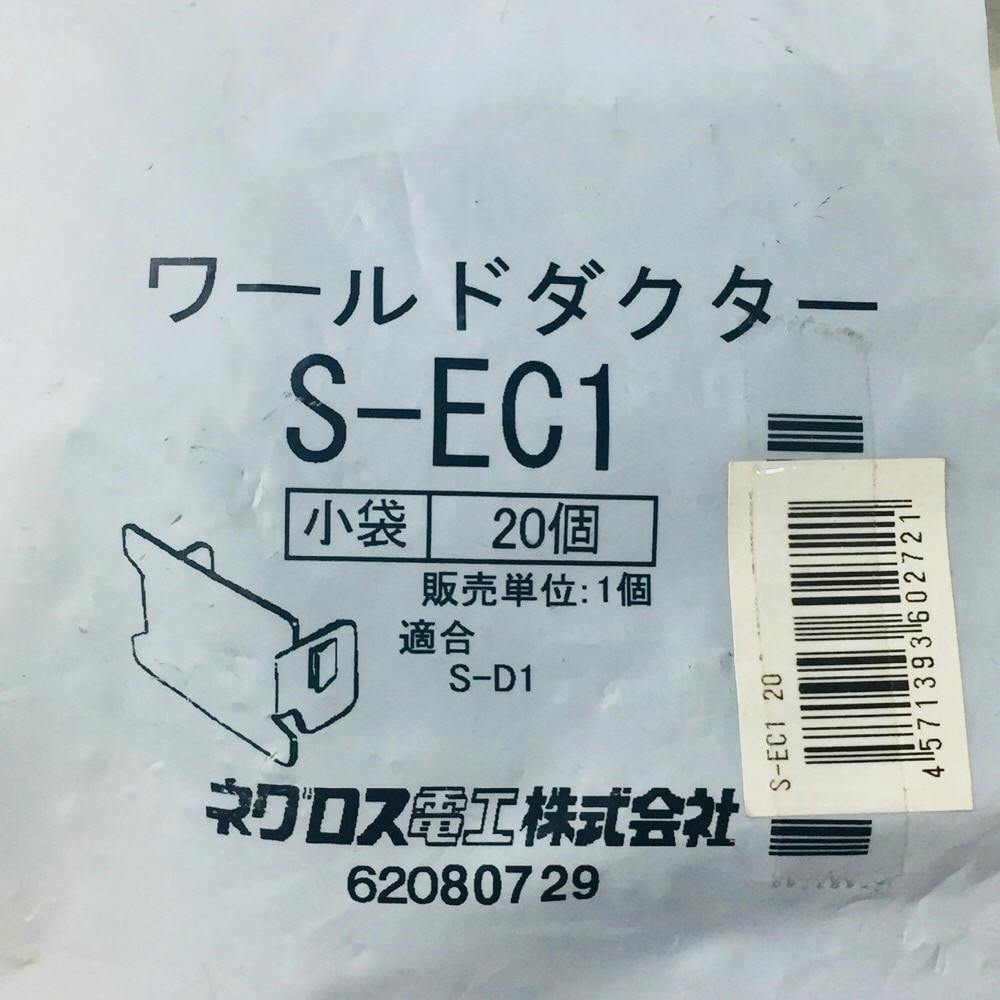 ワールドダクター
S-EC1
小袋 20個
販売単位:1個
適合
S-D1
ネグロス電工株式会社
62080729
S-EC1 20
4571393602721